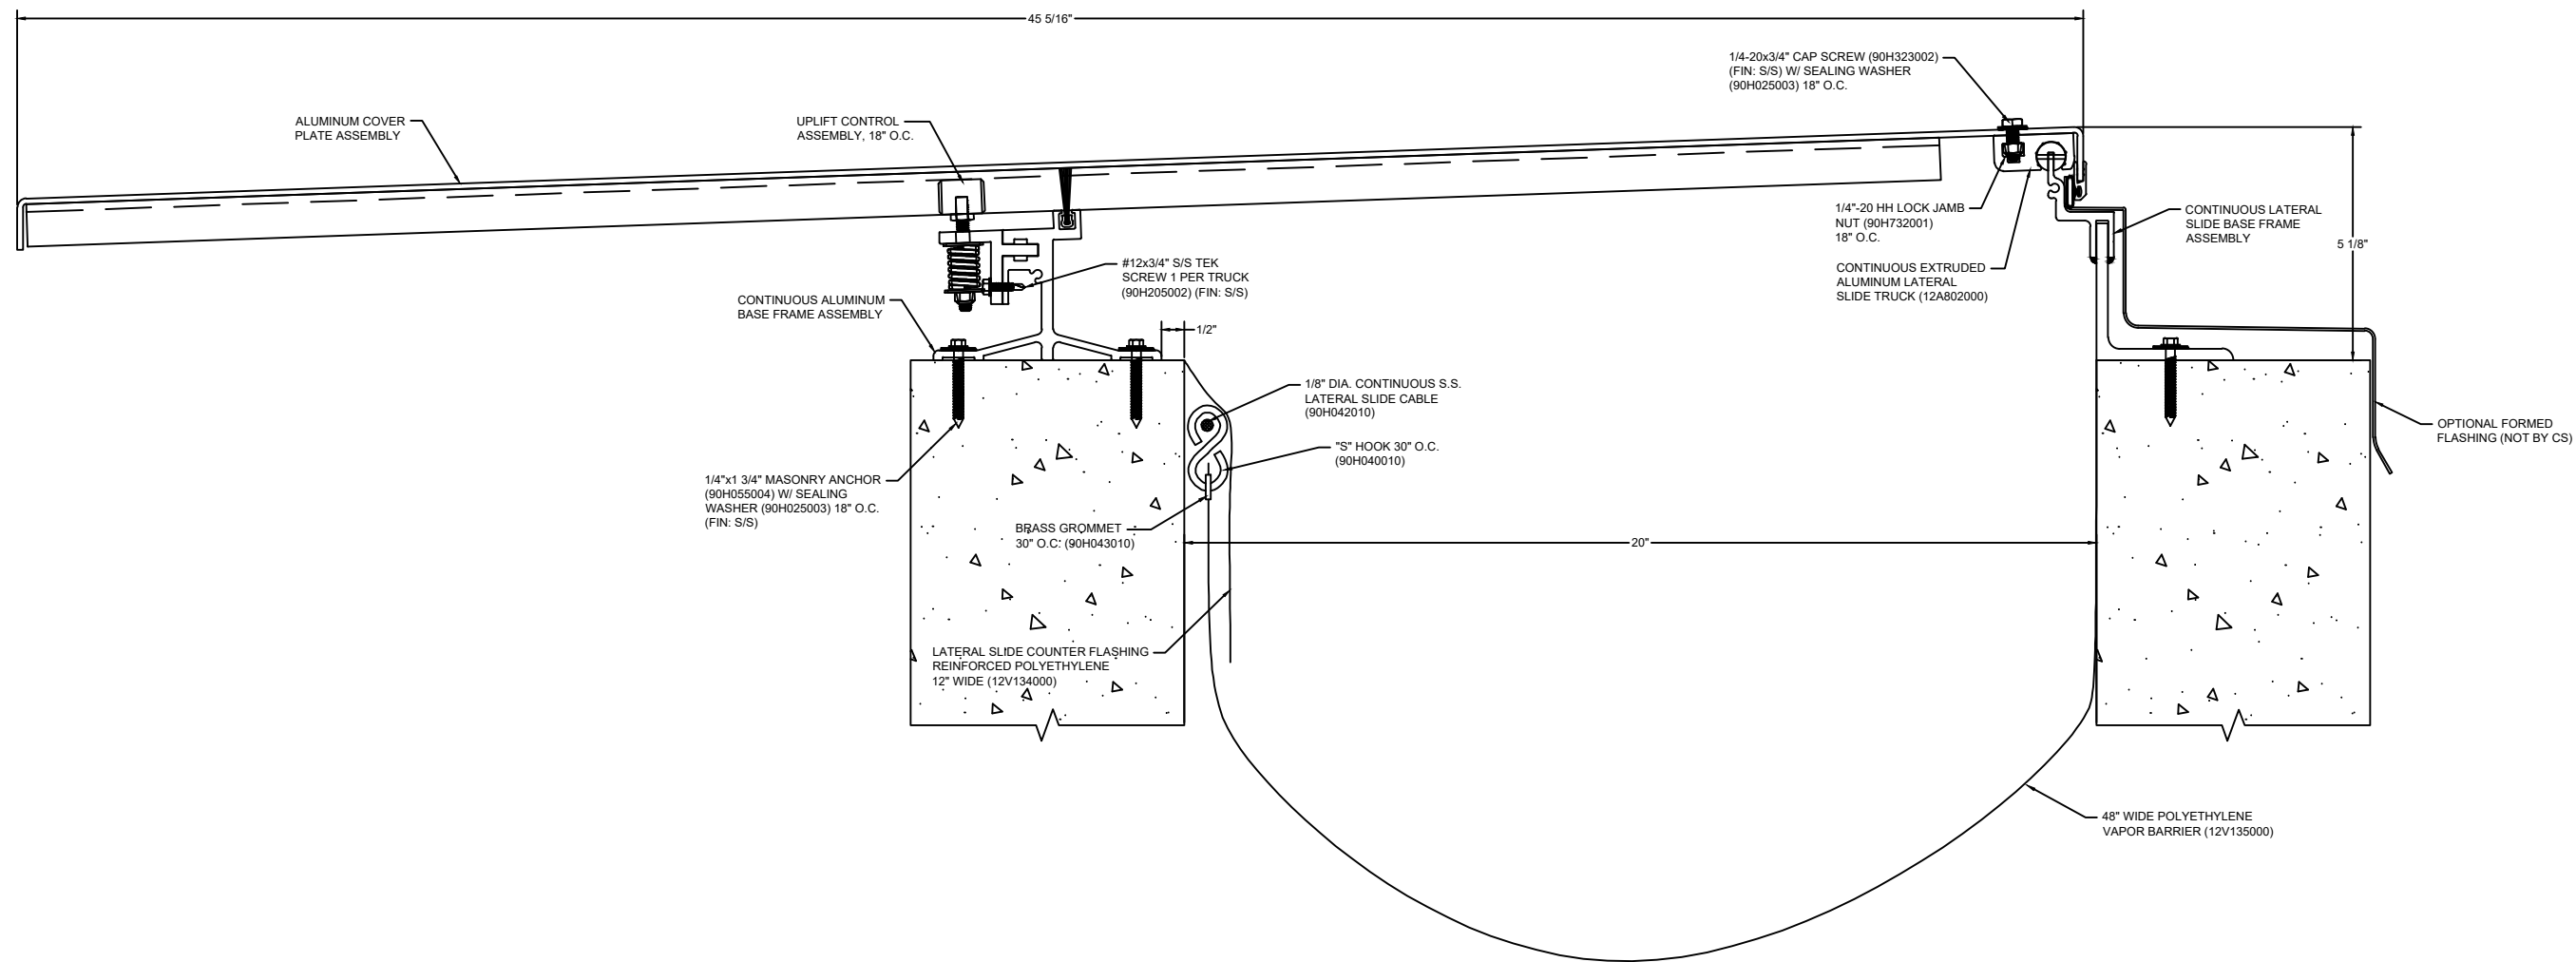 45 5/16"
1/4-20x3/4" CAP SCREW (90H323002)
(FIN: S/S) W/ SEALING WASHER
(90H025003) 18" O.C.
ALUMINUM COVER
PLATE ASSEMBLY
UPLIFT CONTROL
ASSEMBLY, 18" O.C.
1/4"-20 HH LOCK JAMB
NUT (90H732001)
18" O.C.
CONTINUOUS LATERAL
SLIDE BASE FRAME
ASSEMBLY
5 1/8"
#12x3/4" S/S TEK
SCREW 1 PER TRUCK
(90H205002) (FIN: S/S)
CONTINUOUS EXTRUDED
ALUMINUM LATERAL
SLIDE TRUCK (12A802000)
CONTINUOUS ALUMINUM
BASE FRAME ASSEMBLY
1/2"
1/8" DIA. CONTINUOUS S.S.
LATERAL SLIDE CABLE
(90H042010)
OPTIONAL FORMED
FLASHING (NOT BY CS)
"S" HOOK 30" O.C.
(90H040010)
1/4"x1 3/4" MASONRY ANCHOR
(90H055004) W/ SEALING
WASHER (90H025003) 18" O.C.
(FIN: S/S)
BRASS GROMMET
30" O.C. (90H043010)
20"
LATERAL SLIDE COUNTER FLASHING
REINFORCED POLYETHYLENE
12" WIDE (12V134000)
48" WIDE POLYETHYLENE
VAPOR BARRIER (12V135000)